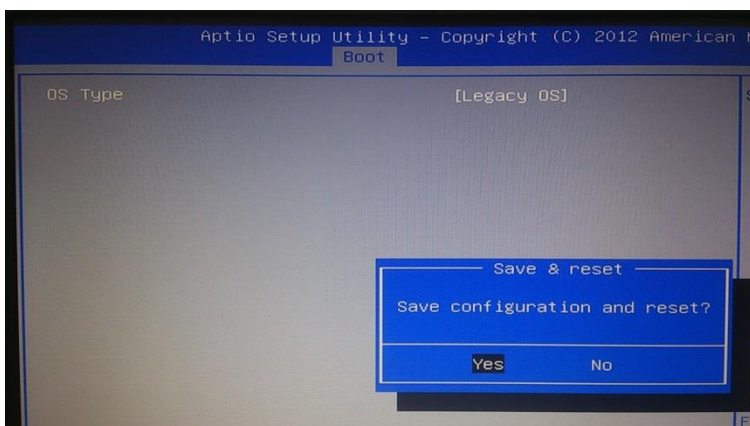 Aptio Setup Utility – Copyright (C) 2012 American
Boot
OS Type [Legacy OS]
Save & reset
Save configuration and reset?
Yes No